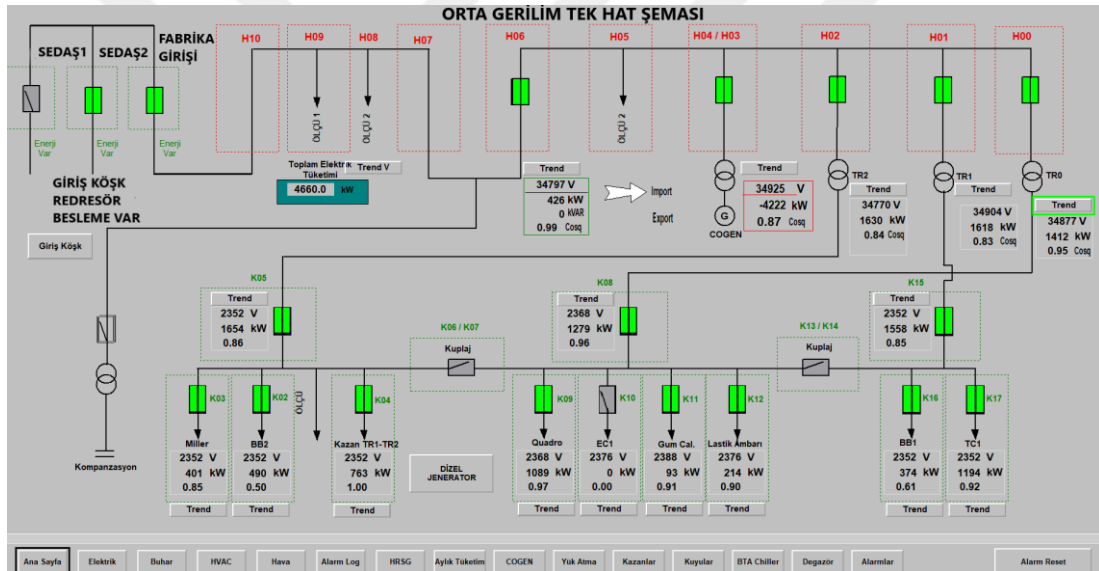 ORTA GERİLİM TEK HAT ŞEMASI
SEDAŞ1
SEDAŞ2
FABRİKA
GİRİŞİ
H10
H09
H08
H07
H06
H05
H04 / H03
H02
H01
H00
ÖLÇÜ 1
ÖLÇÜ 2
ÖLÇÜ 2
Enerji
Var
Enerji
Var
Enerji
Var
GİRİŞ KÖŞK
REDRESÖR
BESLEME VAR
Giriş Köşk
Toplam Elektrik
Tüketimi
Trend V
4660.0 kW
Trend
34797 V
426 kW
0 kVAR
0.99 Cosq
Import
Export
G
COGEN
Trend
34925 V
-4222 kW
0.87 Cosq
TR2
Trend
34770 V
1630 kW
0.84 Cosq
TR1
Trend
34904 V
1618 kW
0.83 Cosq
TR0
Trend
34877 V
1412 kW
0.95 Cosq
K05
Trend
2352 V
1654 kW
0.86
K06 / K07
Kuplaj
K08
Trend
2368 V
1279 kW
0.96
K13 / K14
Kuplaj
K15
Trend
2352 V
1558 kW
0.85
Kompanzasyon
K03
Miller
2352 V
401 kW
0.85
Trend
K02
BB2
2352 V
490 kW
0.50
Trend
ÖLÇÜ
K04
Kazan TR1-TR2
2352 V
763 kW
1.00
Trend
DİZEL
JENERATOR
K09
Quadro
2368 V
1089 kW
0.97
Trend
K10
EC1
2376 V
0 kW
0.00
Trend
K11
Gum Cal.
2388 V
93 kW
0.91
Trend
K12
Lastik Ambarı
2376 V
214 kW
0.90
Trend
K16
BB1
2352 V
374 kW
0.61
Trend
K17
TC1
2352 V
1194 kW
0.92
Trend
Ana Sayfa
Elektrik
Buhar
HVAC
Hava
Alarm Log
HRSG
Aylık Tüketim
COGEN
Yük Atma
Kazanlar
Kuyular
BTA Chiller
Degazör
Alarmlar
Alarm Reset